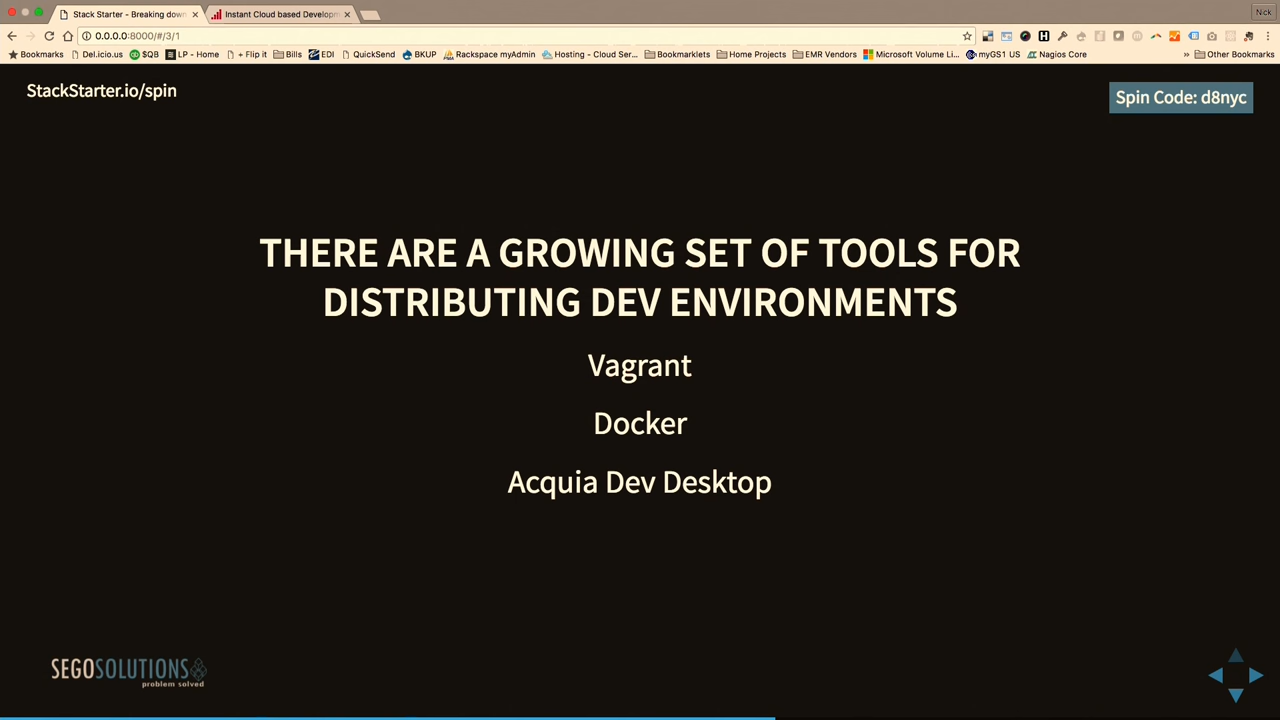 Stack Starter - Breaking down
Instant Cloud based Developm
Nick
0.0.0.0:8000/#/3/1
Bookmarks
Del.icio.us
$QB
LP - Home
+ Flip it
Bills
EDI
QuickSend
BKUP
Rackspace myAdmin
Hosting - Cloud Ser...
Bookmarklets
Home Projects
EMR Vendors
Microsoft Volume Li...
myGS1 US
Nagios Core
» Other Bookmarks
StackStarter.io/spin
Spin Code: d8nyc
THERE ARE A GROWING SET OF TOOLS FOR
DISTRIBUTING DEV ENVIRONMENTS
Vagrant
Docker
Acquia Dev Desktop
SEGOSOLUTIONS
problem solved